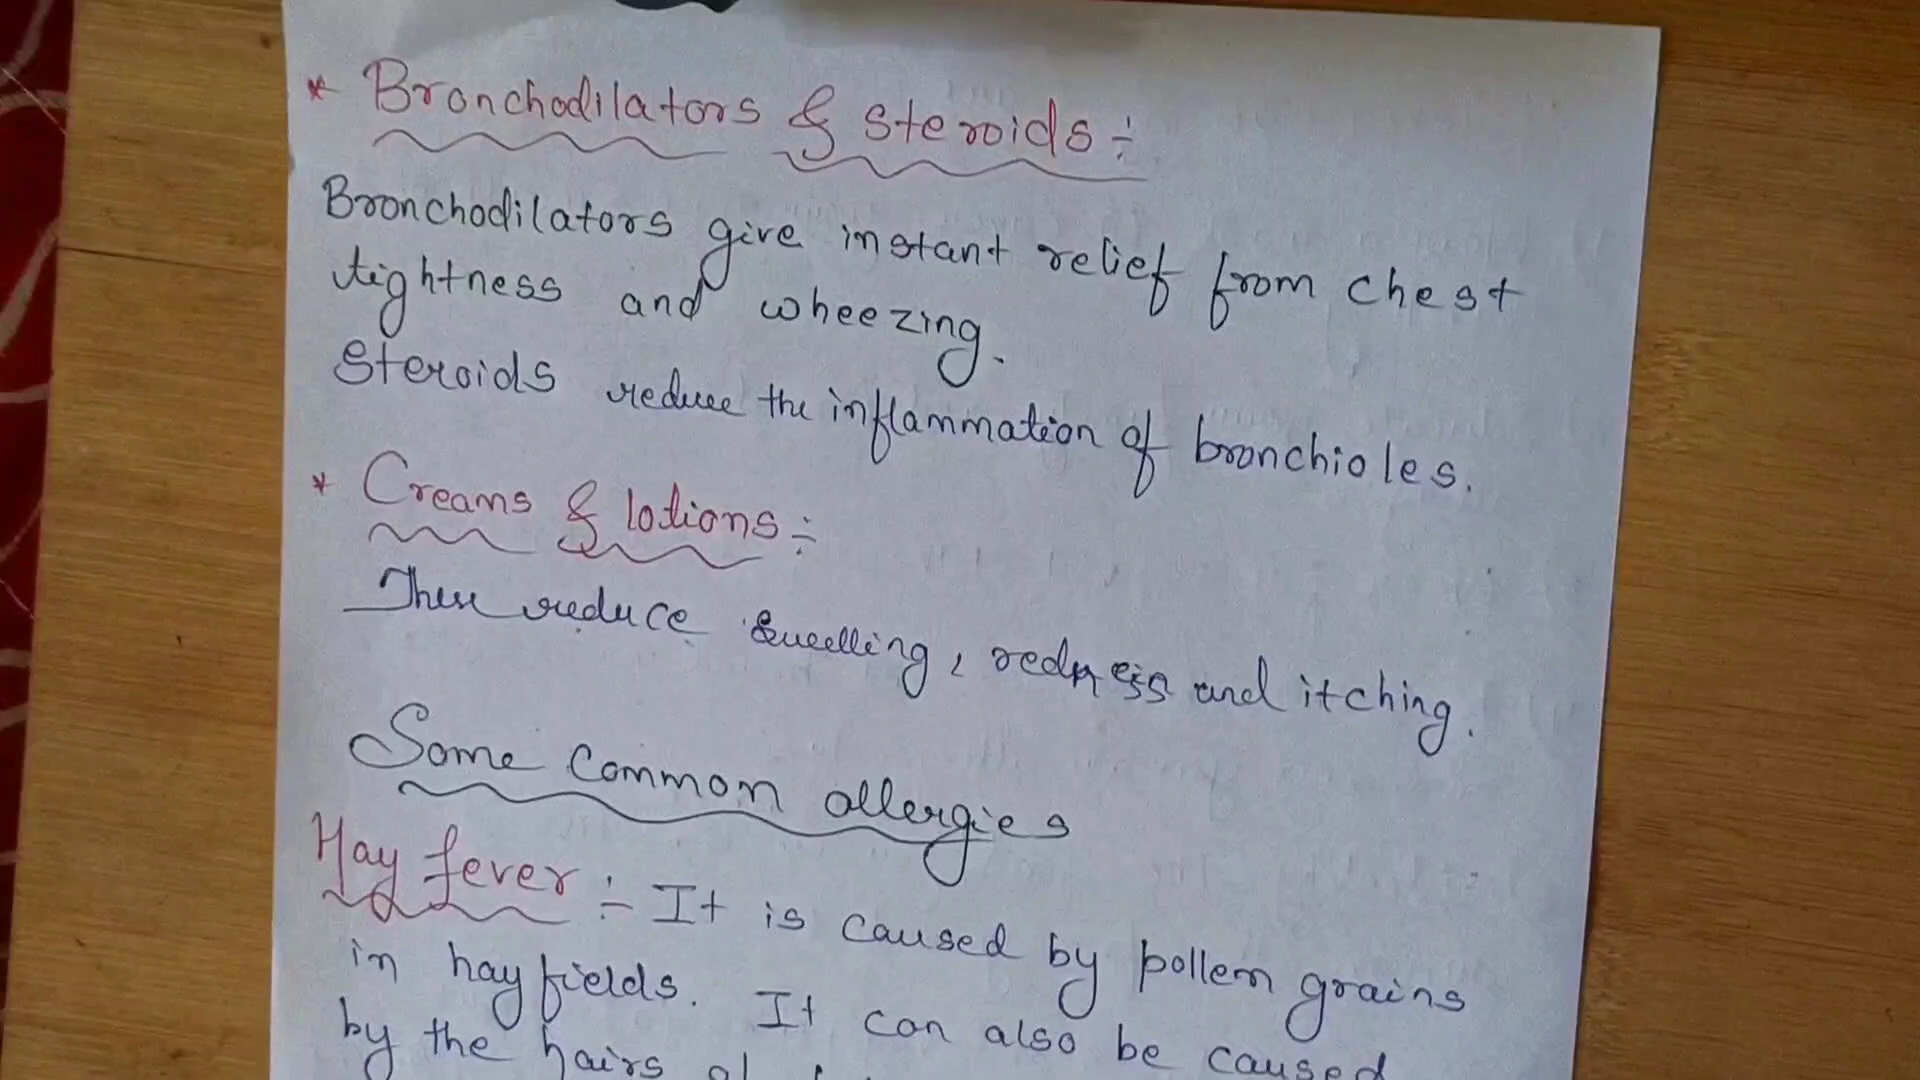 * Bronchodilators & steroids ÷
Bronchodilators give instant relief from chest
tightness and wheezing.
Steroids reduce the inflammation of bronchioles.
* Creams & lotions ÷
These reduce swelling, redness and itching.
Some common allergies
Hay fever ÷ It is caused by pollen grains
in hay fields. It can also be caused
by the hairs